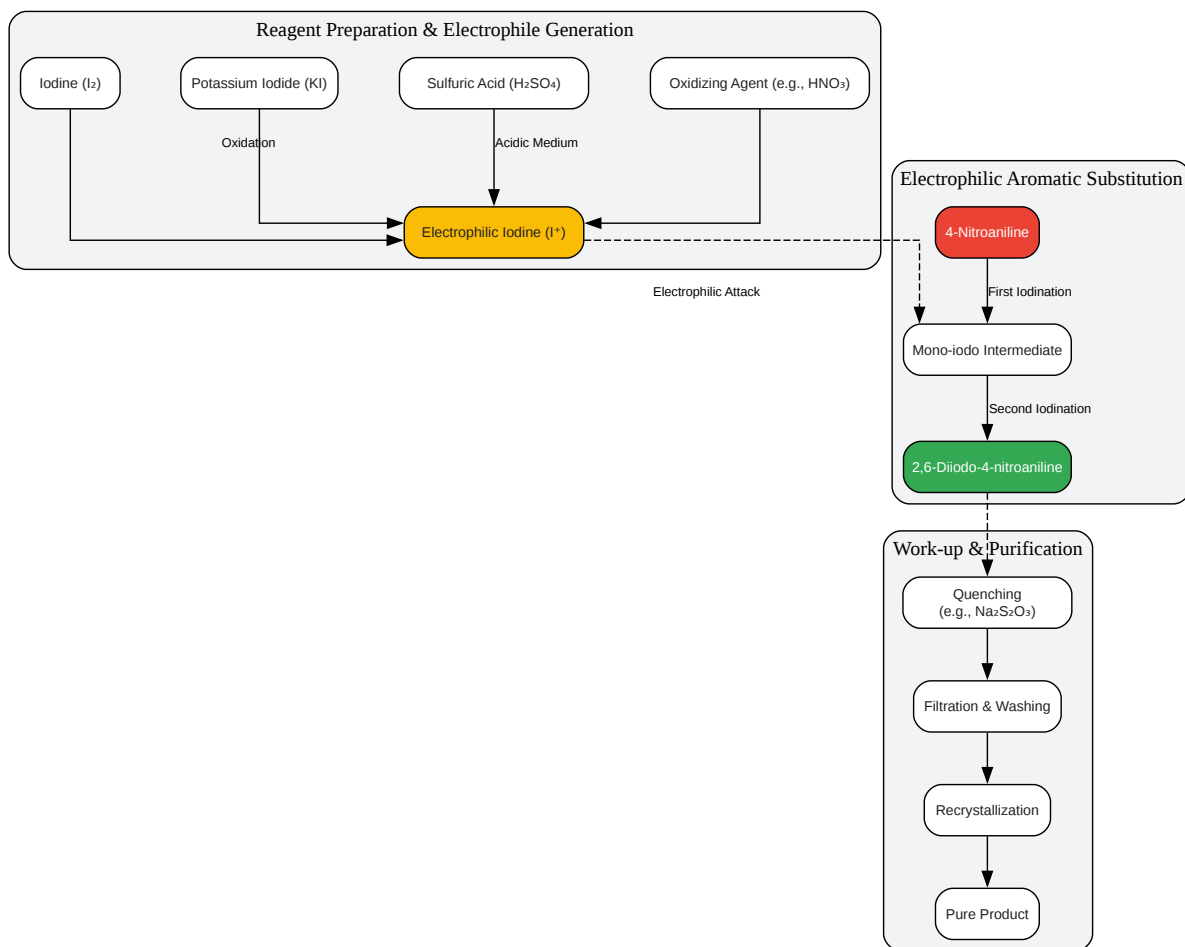 Reagent Preparation & Electrophile Generation
Iodine (I₂)
Potassium Iodide (KI)
Sulfuric Acid (H₂SO₄)
Oxidizing Agent (e.g., HNO₃)
Oxidation
Acidic Medium
Electrophilic Iodine (I⁺)
Electrophilic Attack
Electrophilic Aromatic Substitution
4-Nitroaniline
First Iodination
Mono-iodo Intermediate
Second Iodination
2,6-Diiodo-4-nitroaniline
Work-up & Purification
Quenching
(e.g., Na₂S₂O₃)
Filtration & Washing
Recrystallization
Pure Product